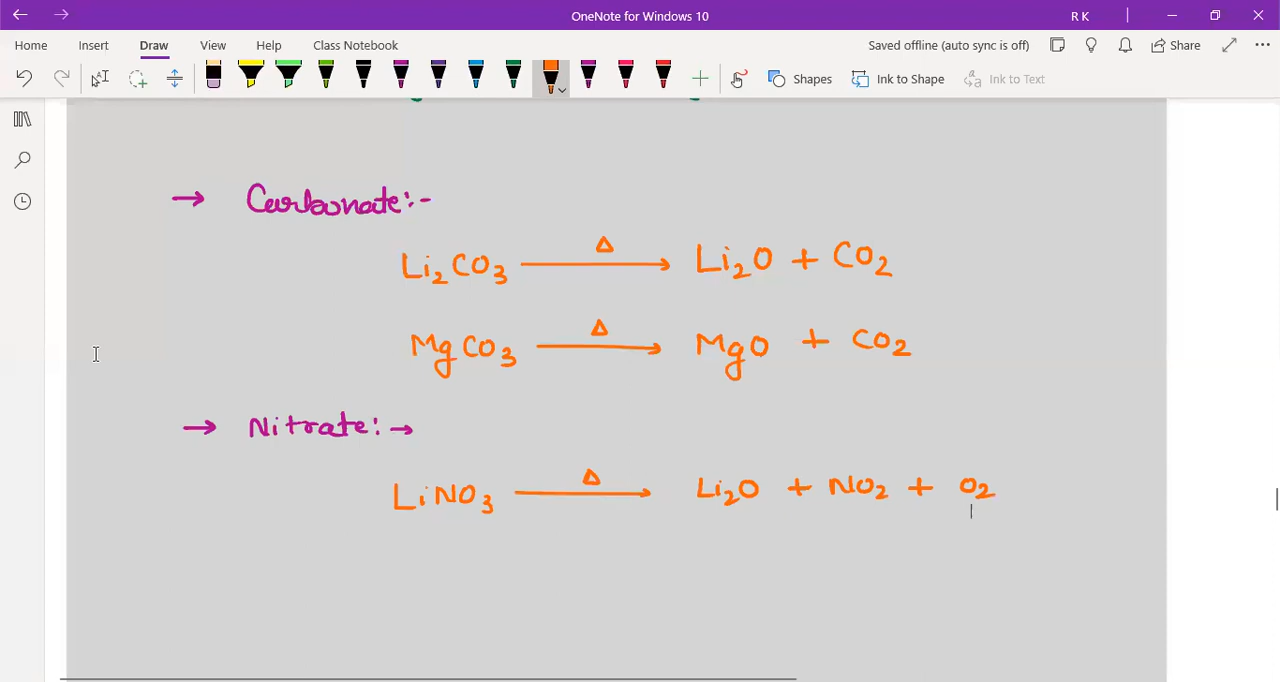 OneNote for Windows 10
R K
Home Insert Draw View Help Class Notebook
Saved offline (auto sync is off)
Share
Shapes
Ink to Shape
Ink to Text
→ Carbonate:-
Li₂CO₃ —Δ→ Li₂O + CO₂
MgCO₃ —Δ→ MgO + CO₂
→ Nitrate:→
LiNO₃ —Δ→ Li₂O + NO₂ + O₂